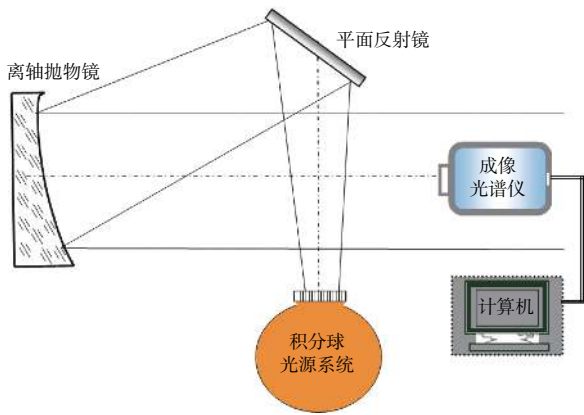 平面反射镜
离轴抛物镜
成像
光谱仪
计算机
积分球
光源系统